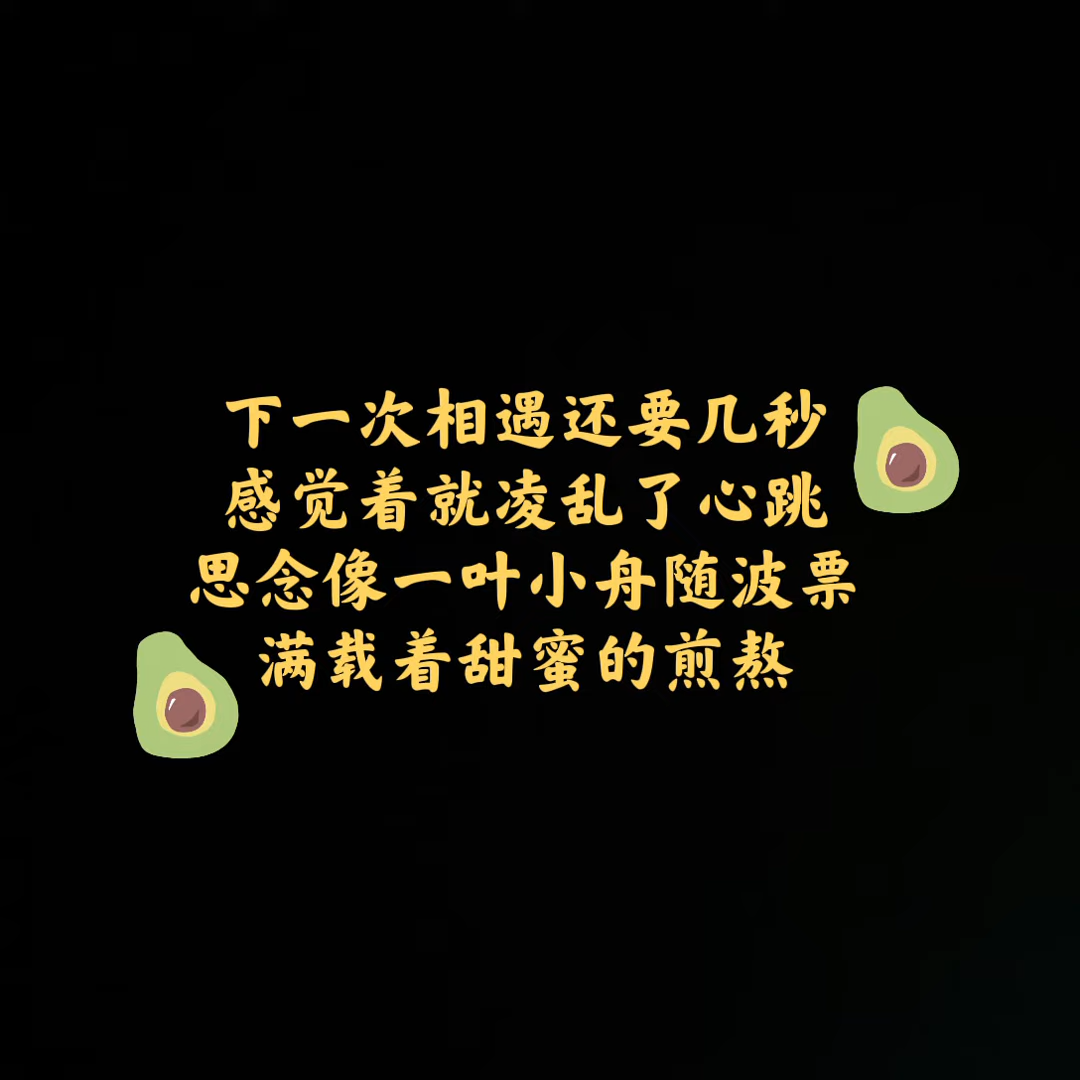 下一次相遇还要几秒
感觉着就凌乱了心跳
思念像一叶小舟随波票
满载着甜蜜的煎熬